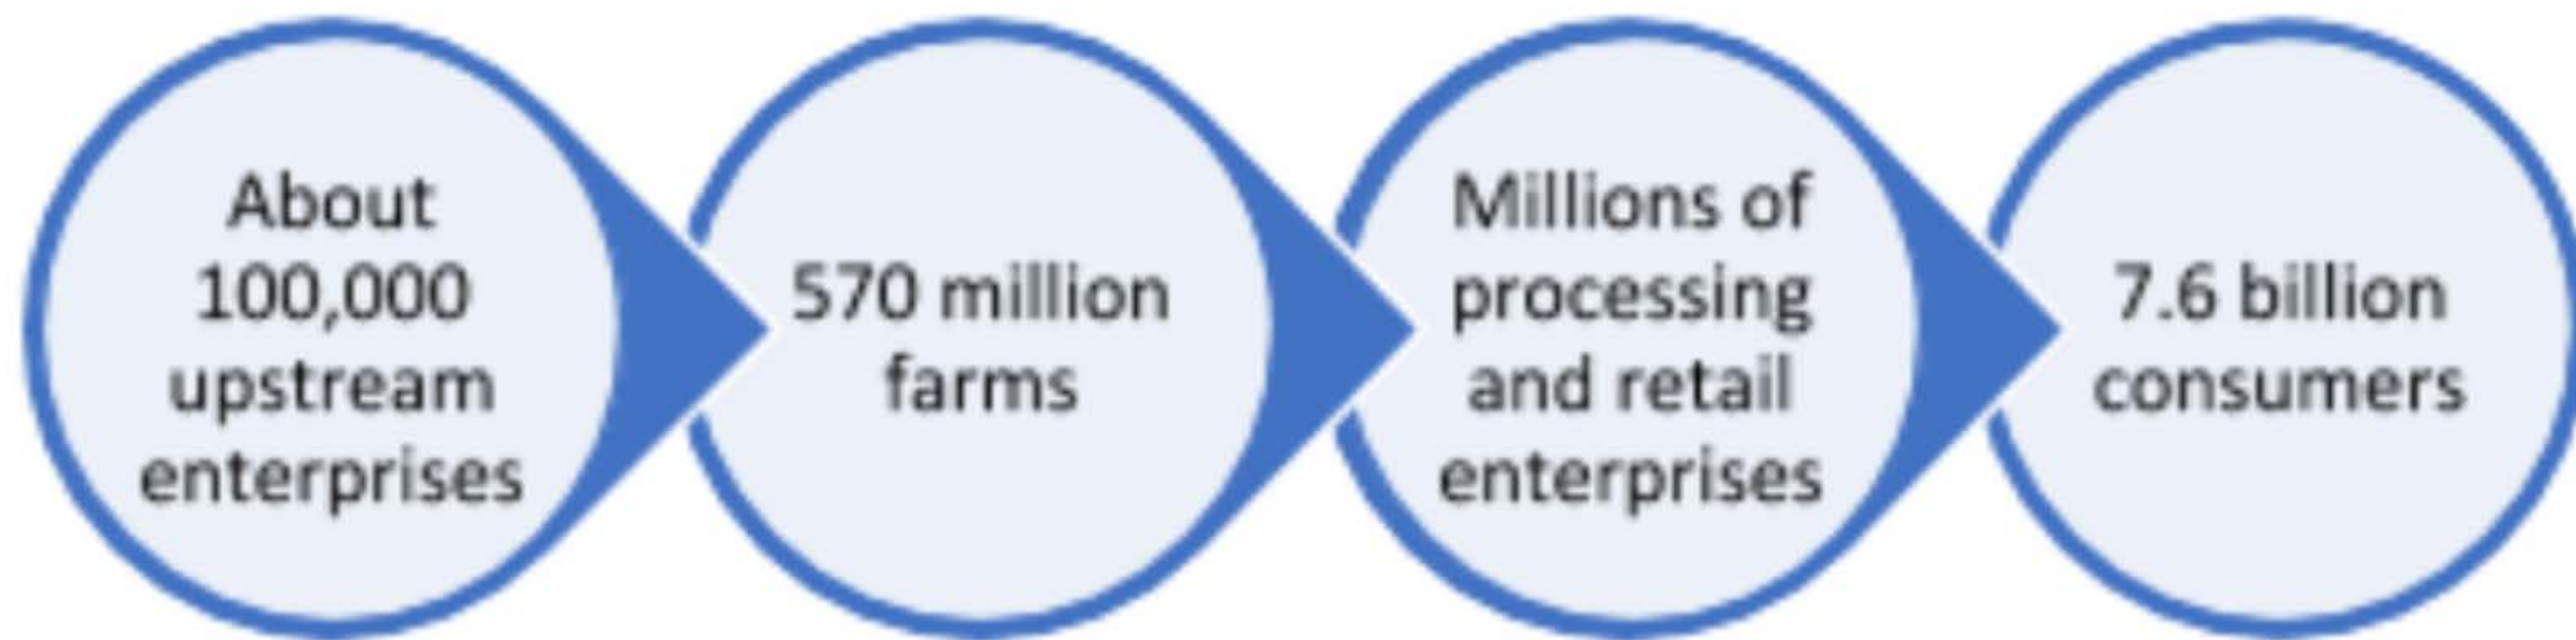 About
100,000
upstream
enterprises
570 million
farms
Millions of
processing
and retail
enterprises
7.6 billion
consumers